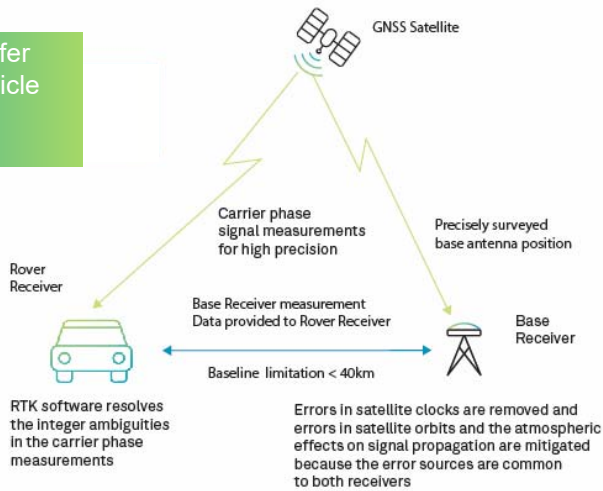 fer
icle
GNSS Satellite
Carrier phase
signal measurements
for high precision
Precisely surveyed
base antenna position
Rover
Receiver
Base Receiver measurement
Data provided to Rover Receiver
Base
Receiver
Baseline limitation < 40km
RTK software resolves
the integer ambiguities
in the carrier phase
measurements
Errors in satellite clocks are removed and
errors in satellite orbits and the atmospheric
effects on signal propagation are mitigated
because the error sources are common
to both receivers